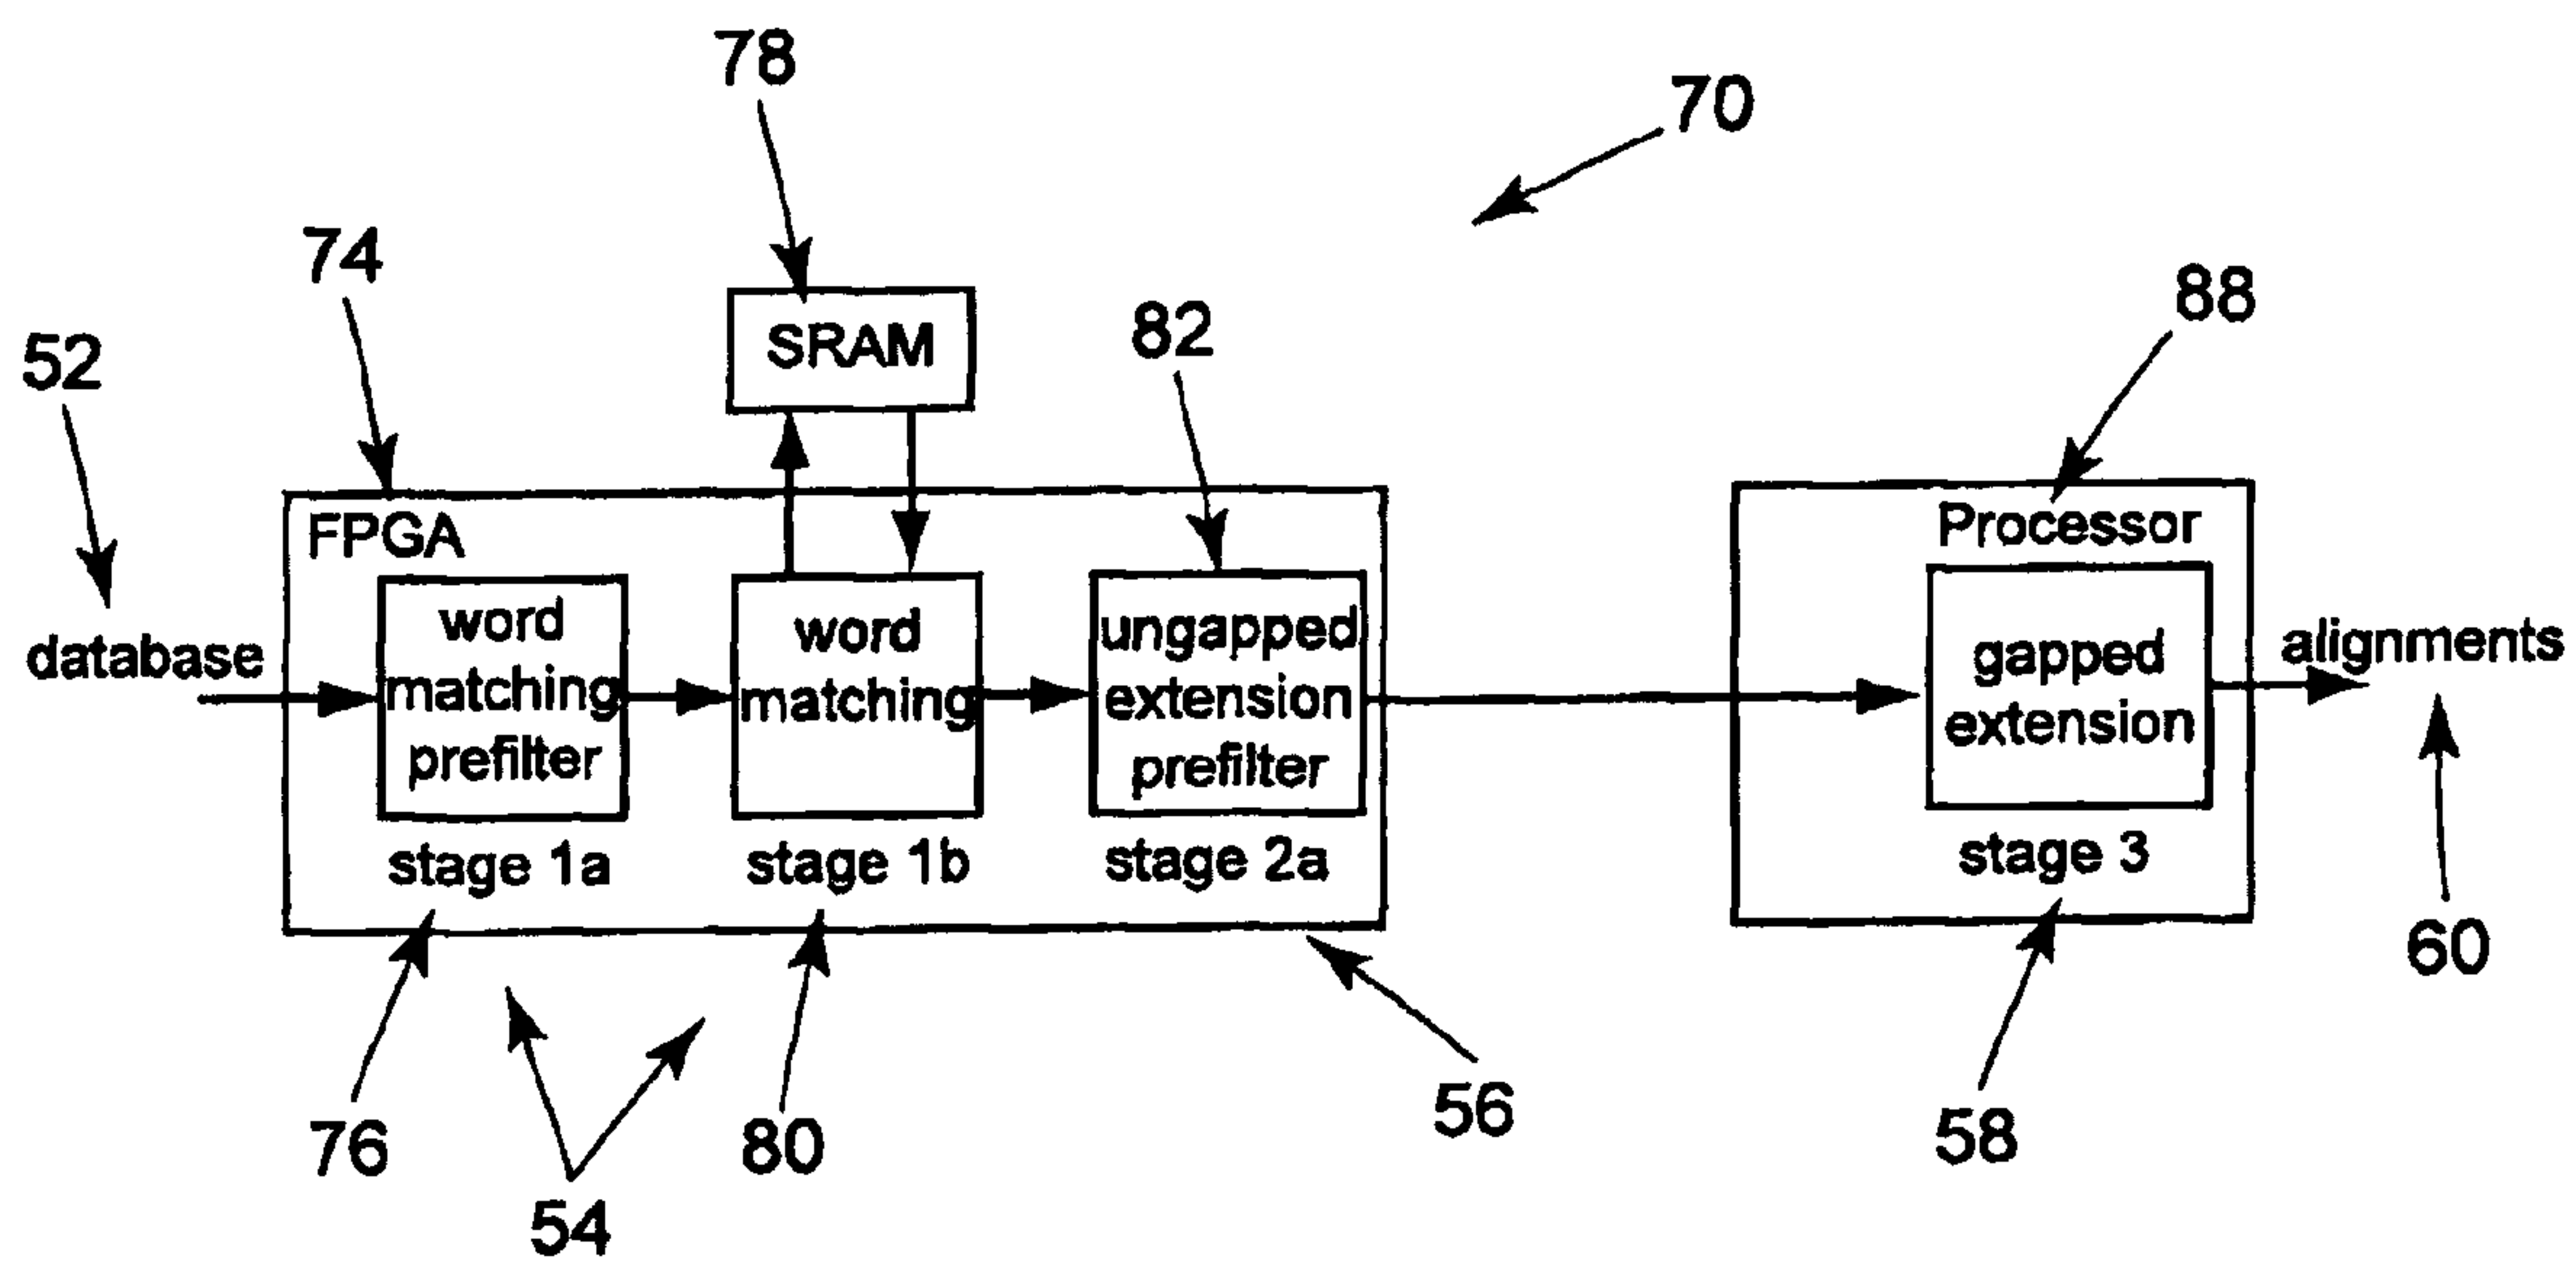 78
70
74
52
SRAM
82
88
FPGA
Processor
database
word
matching
prefilter
word
matching
ungapped
extension
prefilter
gapped
extension
alignments
stage 1a
stage 1b
stage 2a
stage 3
60
76
80
56
58
54